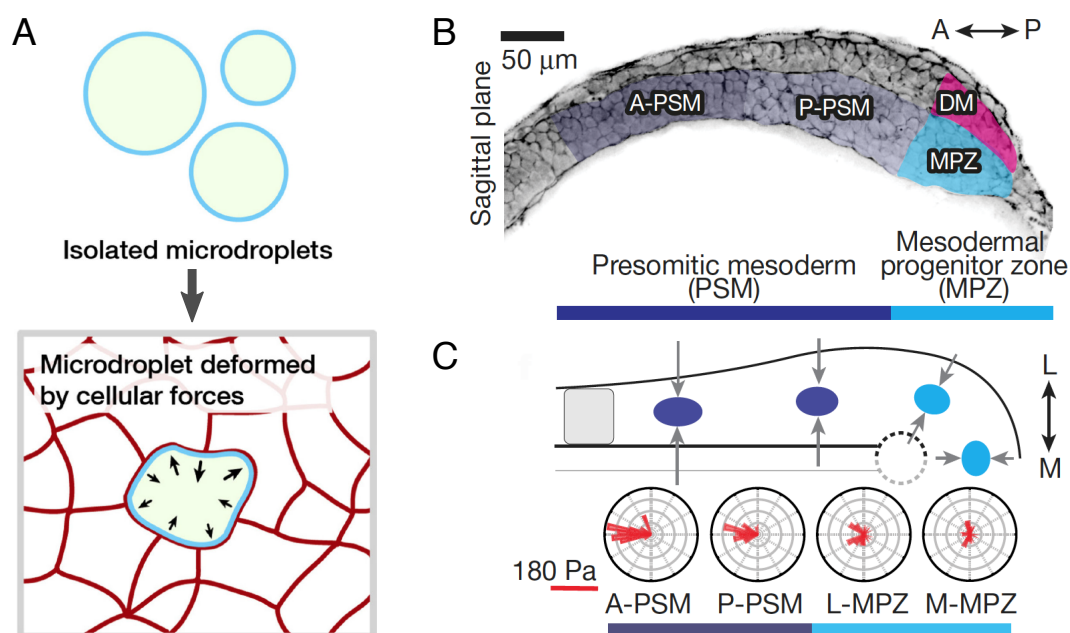 A
Isolated microdroplets
Microdroplet deformed
by cellular forces
B
50 μm
A P
Sagittal plane
A-PSM
P-PSM
DM
MPZ
Presomitic mesoderm
(PSM)
Mesodermal
progenitor zone
(MPZ)
C
L
M
180 Pa
A-PSM P-PSM L-MPZ M-MPZ